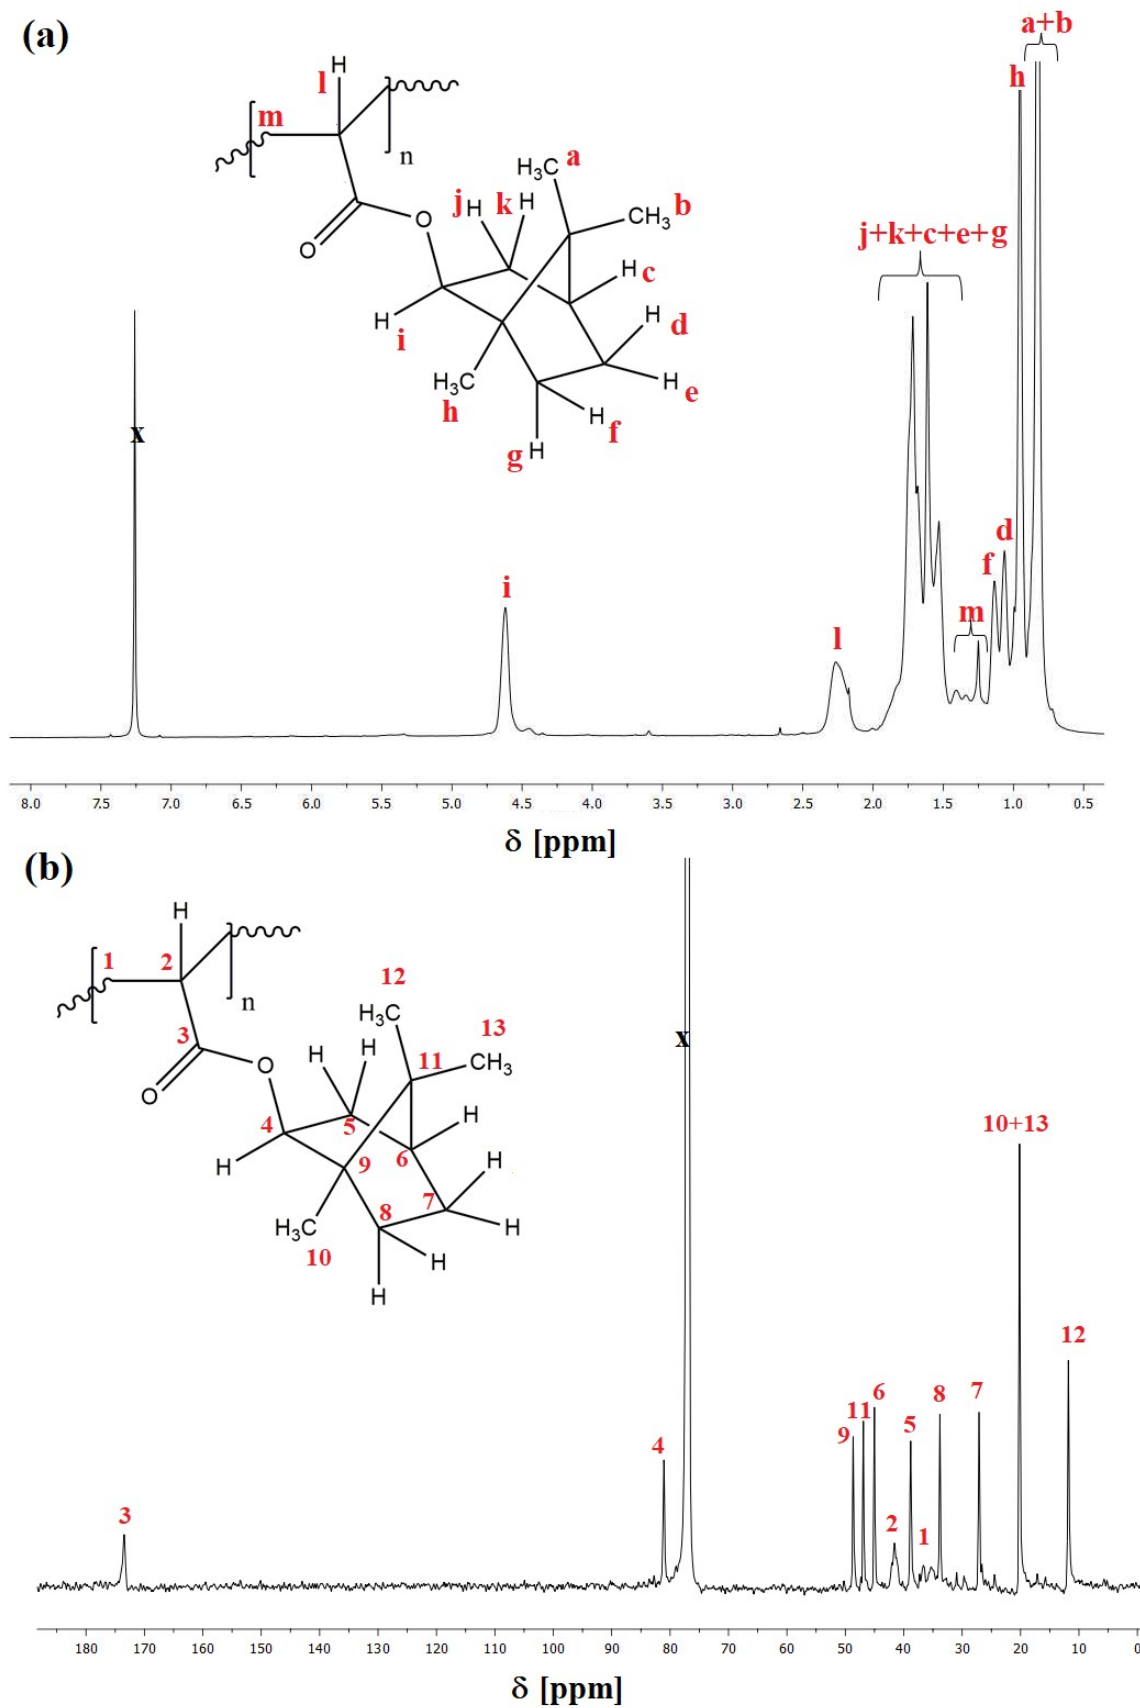 (a)
a+b
h
H
l
m
n
H3C a
j H k H
CH3 b
j+k+c+e+g
O
O
H c
H i
H d
H3C h
H e
H f
g H
x
i
l
m
f
d
8.0 7.5 7.0 6.5 6.0 5.5 5.0 4.5 4.0 3.5 3.0 2.5 2.0 1.5 1.0 0.5
δ [ppm]
(b)
H
1 2
n
12
H3C
13
CH3
3
H H
11
O
O
4 5
H
H
9 6
H
7
8
H3C
10
H
H
H
x
10+13
12
3
4
9
11
6
2
5
1
8
7
180 170 160 150 140 130 120 110 100 90 80 70 60 50 40 30 20 10 0
δ [ppm]